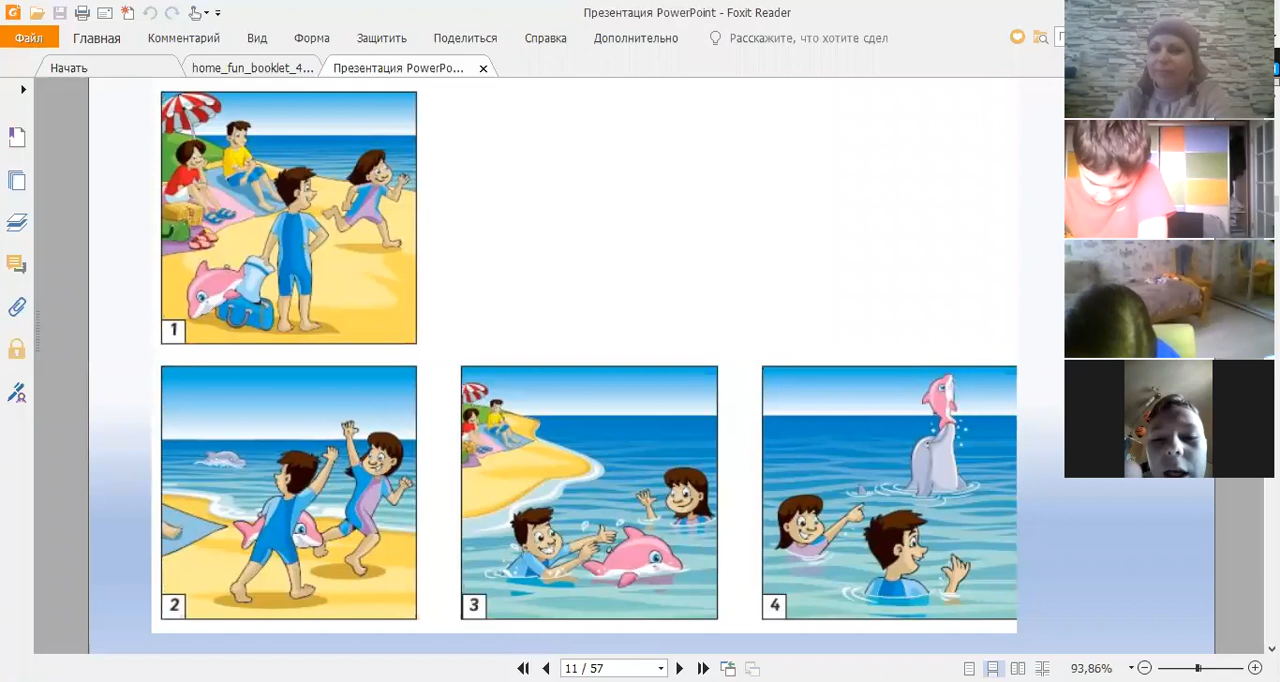 Презентация PowerPoint - Foxit Reader
Файл
Главная
Комментарий
Вид
Форма
Защитить
Поделиться
Справка
Дополнительно
Расскажите, что хотите сделат
Начать
home_fun_booklet_4...
Презентация PowerPo...
1
2
3
4
11 / 57
93,86%